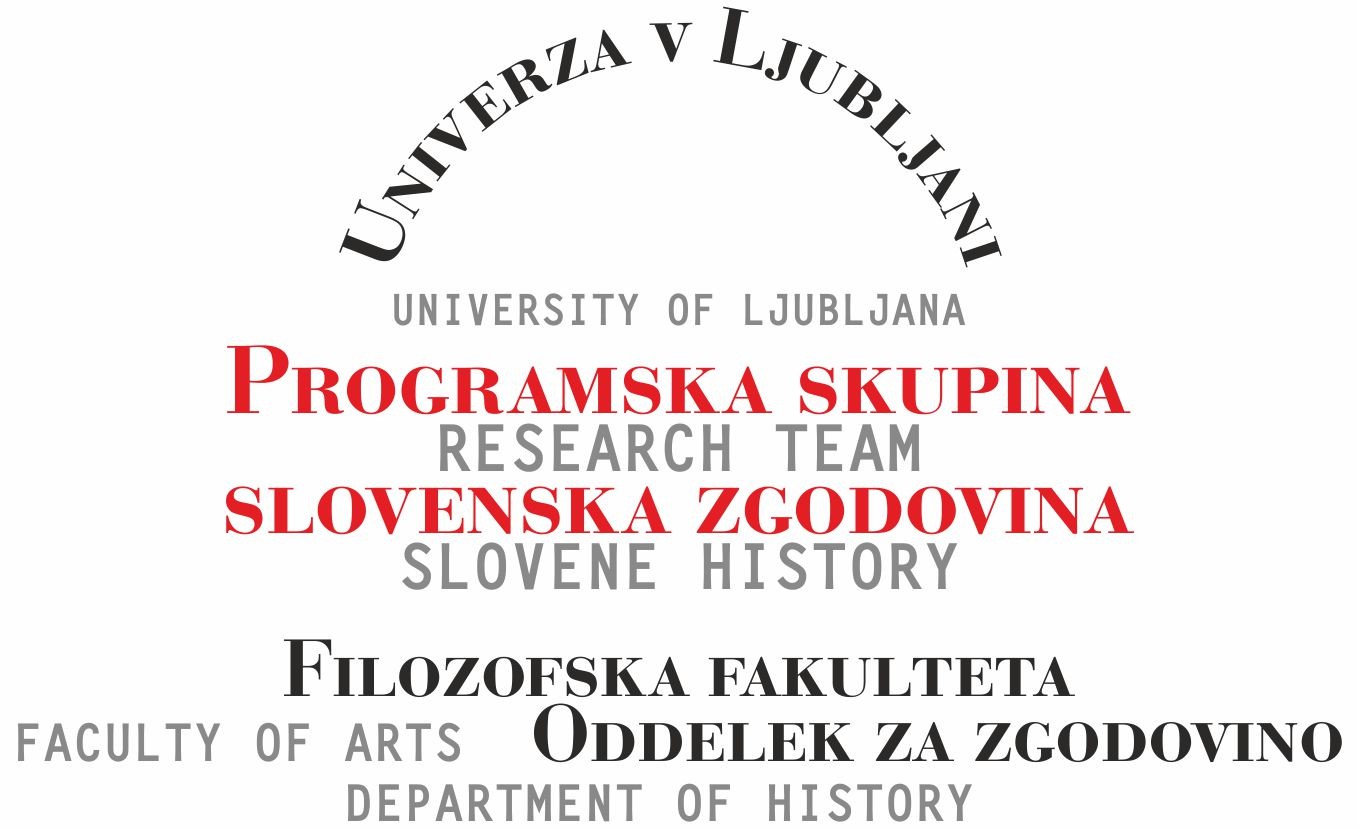 Univerza v Ljubljani
UNIVERSITY OF LJUBLJANA
Programska skupina
RESEARCH TEAM
slovenska zgodovina
SLOVENE HISTORY
Filozofska fakulteta
FACULTY OF ARTS Oddelek za zgodovino
DEPARTMENT OF HISTORY